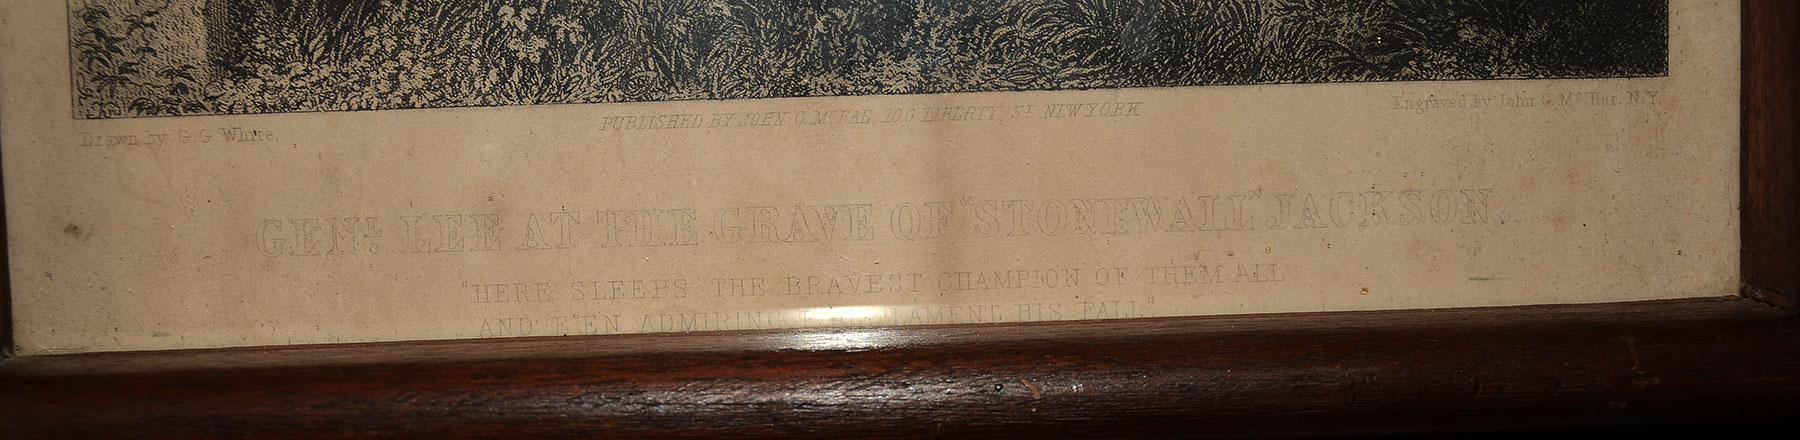 Drawn by G. G. White.
PUBLISHED BY JOHN G. McRAE, 100 LIBERTY, ST. NEW YORK
Engraved by John G. McRae, N.Y.
GENL. LEE AT THE GRAVE OF "STONEWALL" JACKSON.
"HERE SLEEPS THE BRAVEST CHAMPION OF THEM ALL
AND E'EN ADMIRING LAMENT HIS FALL"